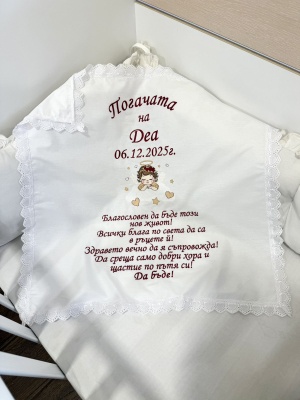 Погачата
на
Деа
06.12.2025г.
Благословен да бъде този
нов живот!
Всички блага по света да са
в ръцете ѝ!
Здравето вечно да я съпровожда!
Да среща само добри хора и
щастие по пътя си!
Да бъде!